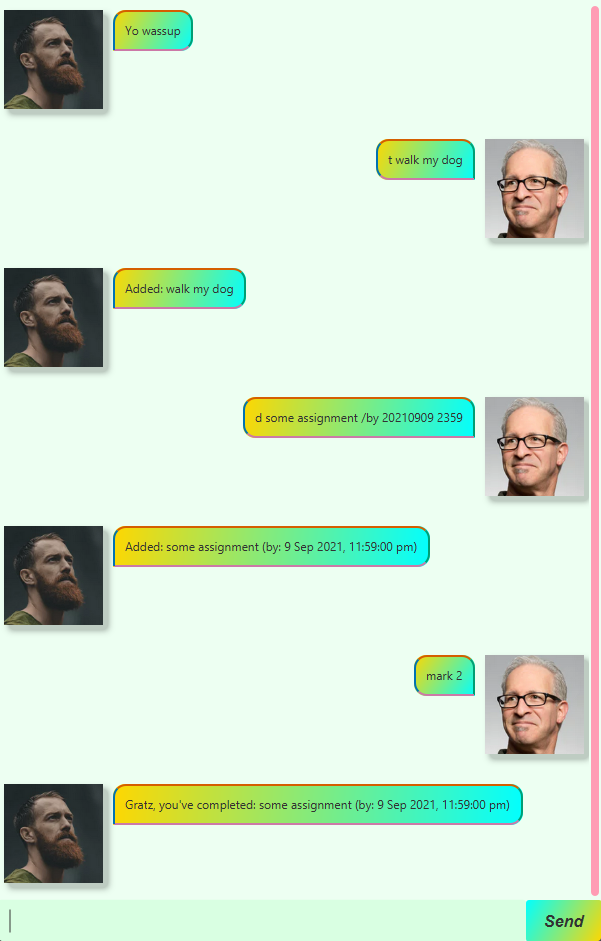 Yo wassup
t walk my dog
Added: walk my dog
d some assignment /by 20210909 2359
Added: some assignment (by: 9 Sep 2021, 11:59:00 pm)
mark 2
Gratz, you've completed: some assignment (by: 9 Sep 2021, 11:59:00 pm)
Send